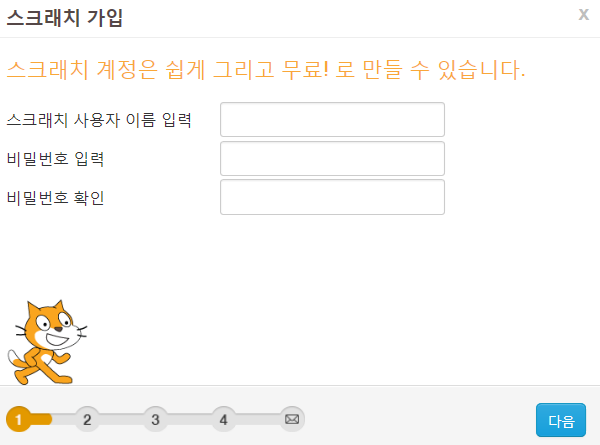 스크래치 가입
x
스크래치 계정은 쉽게 그리고 무료! 로 만들 수 있습니다.
스크래치 사용자 이름 입력
비밀번호 입력
비밀번호 확인
1 2 3 4
다음